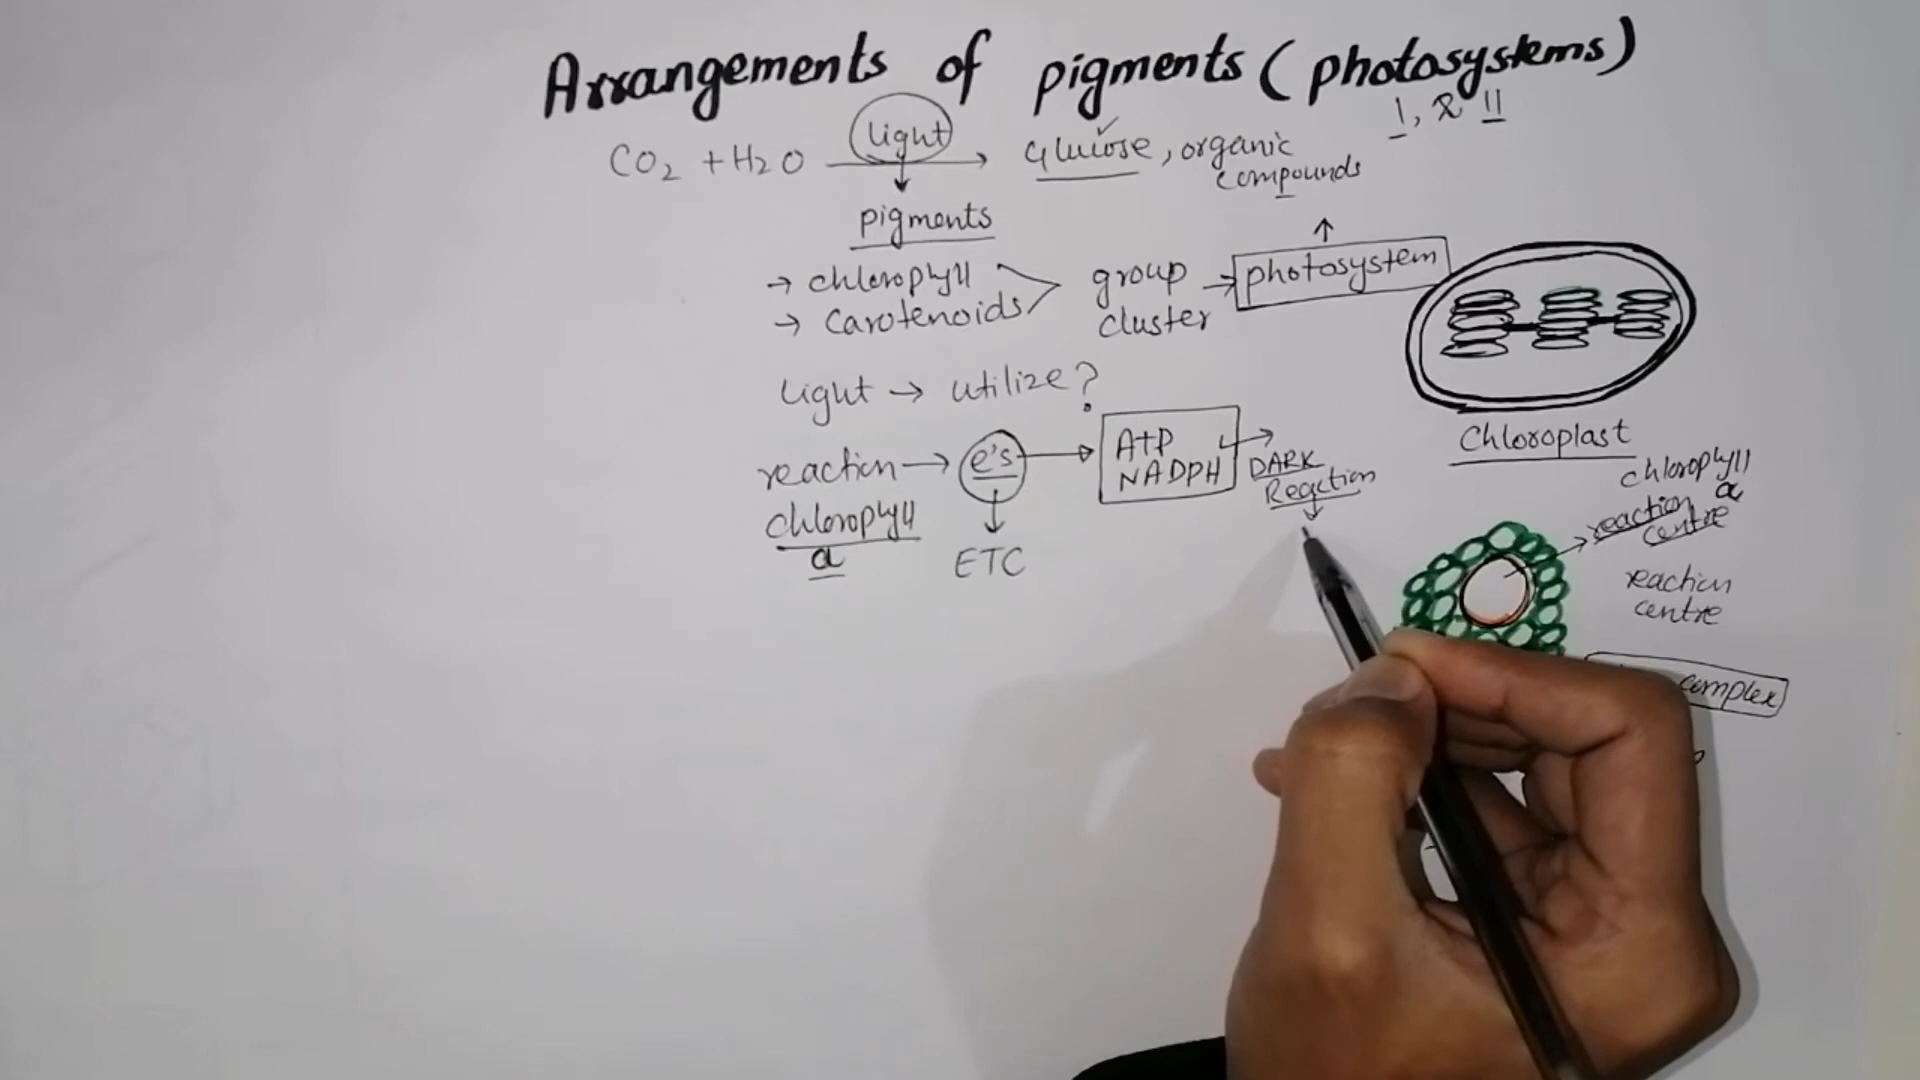 Arrangements of pigments (photosystems)
I, & II
CO2 + H2O light → Glucose, organic
compounds
pigments
→ chlorophyll
→ carotenoids
group → photosystem
cluster
light → utilize?
reaction → e's → ATP
NADPH → DARK
Reaction
chlorophyll
a
ETC
Chloroplast
chlorophyll
a
reaction
centre
reaction
centre
complex